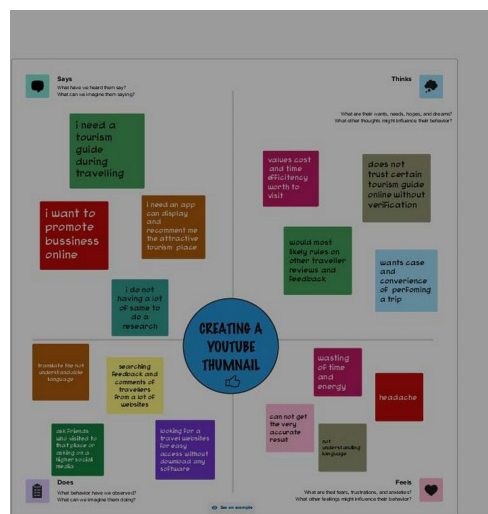 Says
What have we heard them say?
What can we imagine them saying?
Thinks
What are their wants, needs, hopes, and dreams?
What other thoughts might influence their behavior?
i need a
tourism
guide
during
travelling
i want to
promote
bussiness
online
i need an app
can display
and
recomment me
the attractive
tourism place
i do not
having a lot
of same to
do a
research
values cost
and time
efficitency
worth to
visit
does not
trust certain
tourism guide
online without
verification
would most
likely rules on
other traveller
reviews and
feedback
wants case
and
converience
of perfoming
a trip
CREATING A
YOUTUBE
THUMNAIL
translate the not
understandable
language
searching
feedback and
comments of
travellers
from a lot of
websites
ask friends
who visited to
that place or
asking on a
higher social
media
looking for a
travel websites
for easy
access without
download any
software
wasting
of time
and
energy
headache
can not get
the very
accurate
result
not
understanding
language
Does
What behavior have we observed?
What can we imagine them doing?
Feels
What are their fears, frustrations, and anxieties?
What other feelings might influence their behavior?
See an example